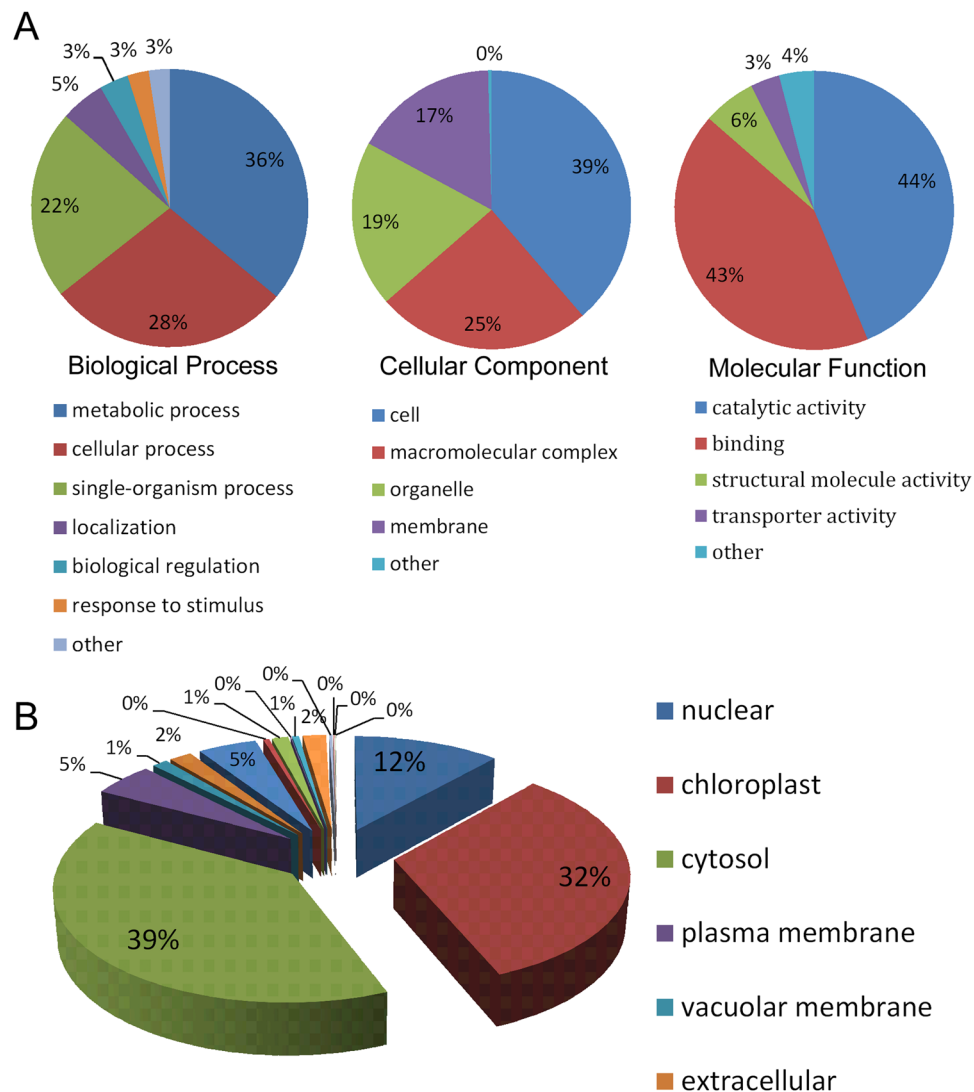 A
3% 3% 3%
5%
36%
22%
28%
Biological Process
metabolic process
cellular process
single-organism process
localization
biological regulation
response to stimulus
other
0%
17%
39%
19%
25%
Cellular Component
cell
macromolecular complex
organelle
membrane
other
3% 4%
6%
44%
43%
Molecular Function
catalytic activity
binding
structural molecule activity
transporter activity
other
B
0%
0%
0%
1%
0%
0%
1%
2%
0%
2%
1%
5%
5%
12%
32%
39%
nuclear
chloroplast
cytosol
plasma membrane
vacuolar membrane
extracellular